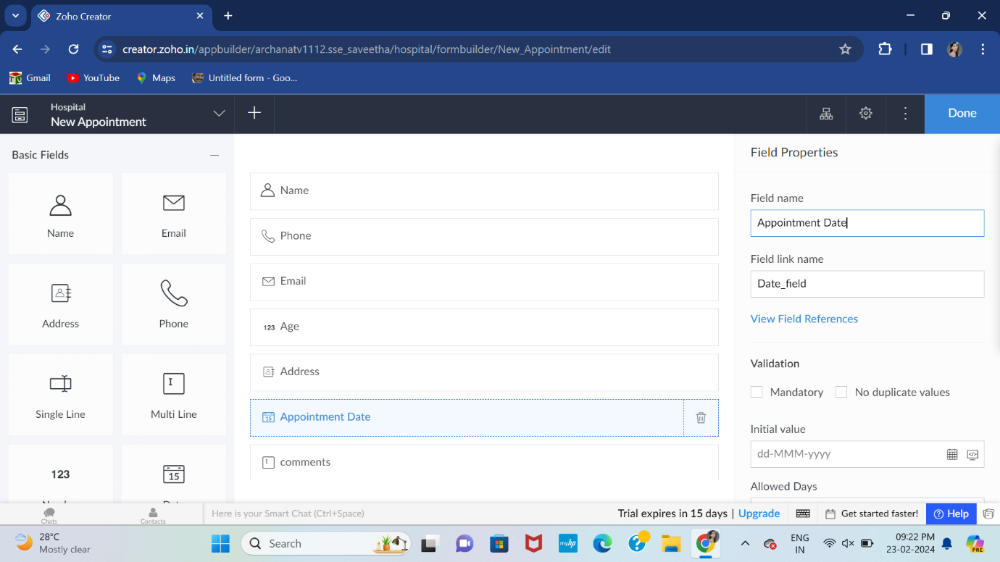 Zoho Creator
creator.zoho.in/appbuilder/archanatv1112.sse_saveetha/hospital/formbuilder/New_Appointment/edit
Gmail YouTube Maps Untitled form - Goo...
Hospital
New Appointment
Done
Basic Fields
Name Email
Address Phone
Single Line Multi Line
123
15
Name
Phone
Email
123 Age
Address
15 Appointment Date
comments
Field Properties
Field name
Appointment Date
Field link name
Date_field
View Field References
Validation
Mandatory No duplicate values
Initial value
dd-MMM-yyyy
Allowed Days
Chats Contacts Here is your Smart Chat (Ctrl+Space) Trial expires in 15 days | Upgrade Get started faster! Help
28°C
Mostly clear
Search
myhp
ENG
IN
09:22 PM
23-02-2024
PRE